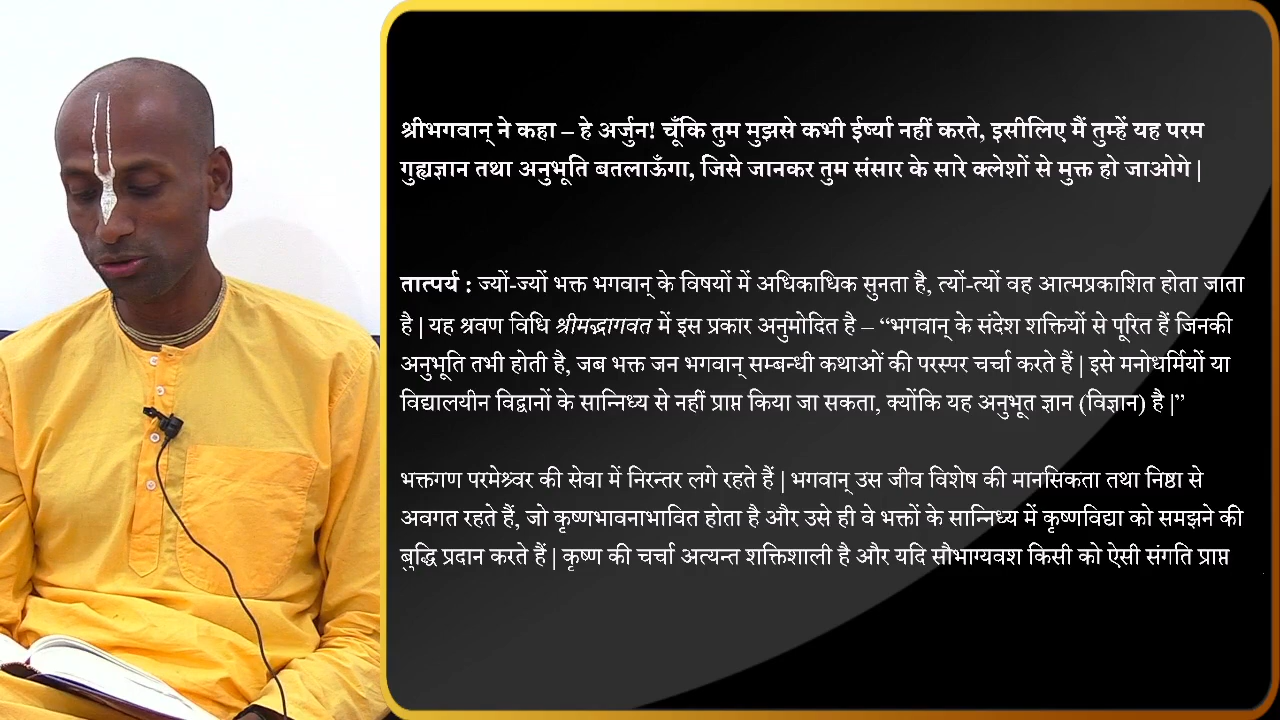 श्रीभगवान् ने कहा – हे अर्जुन! चूँकि तुम मुझसे कभी ईर्ष्या नहीं करते, इसीलिए मैं तुम्हें यह परम
गुह्यज्ञान तथा अनुभूति बतलाऊँगा, जिसे जानकर तुम संसार के सारे क्लेशों से मुक्त हो जाओगे |
तात्पर्य : ज्यों-ज्यों भक्त भगवान् के विषयों में अधिकाधिक सुनता है, त्यों-त्यों वह आत्मप्रकाशित होता जाता
है | यह श्रवण विधि श्रीमद्भागवत में इस प्रकार अनुमोदित है – “भगवान् के संदेश शक्तियों से पूरित हैं जिनकी
अनुभूति तभी होती है, जब भक्त जन भगवान् सम्बन्धी कथाओं की परस्पर चर्चा करते हैं | इसे मनोधर्मियों या
विद्यालयीन विद्वानों के सान्निध्य से नहीं प्राप्त किया जा सकता, क्योंकि यह अनुभूत ज्ञान (विज्ञान) है |”
भक्तगण परमेश्र्वर की सेवा में निरन्तर लगे रहते हैं | भगवान् उस जीव विशेष की मानसिकता तथा निष्ठा से
अवगत रहते हैं, जो कृष्णभावनाभावित होता है और उसे ही वे भक्तों के सान्निध्य में कृष्णविद्या को समझने की
बुद्धि प्रदान करते हैं | कृष्ण की चर्चा अत्यन्त शक्तिशाली है और यदि सौभाग्यवश किसी को ऐसी संगति प्राप्त